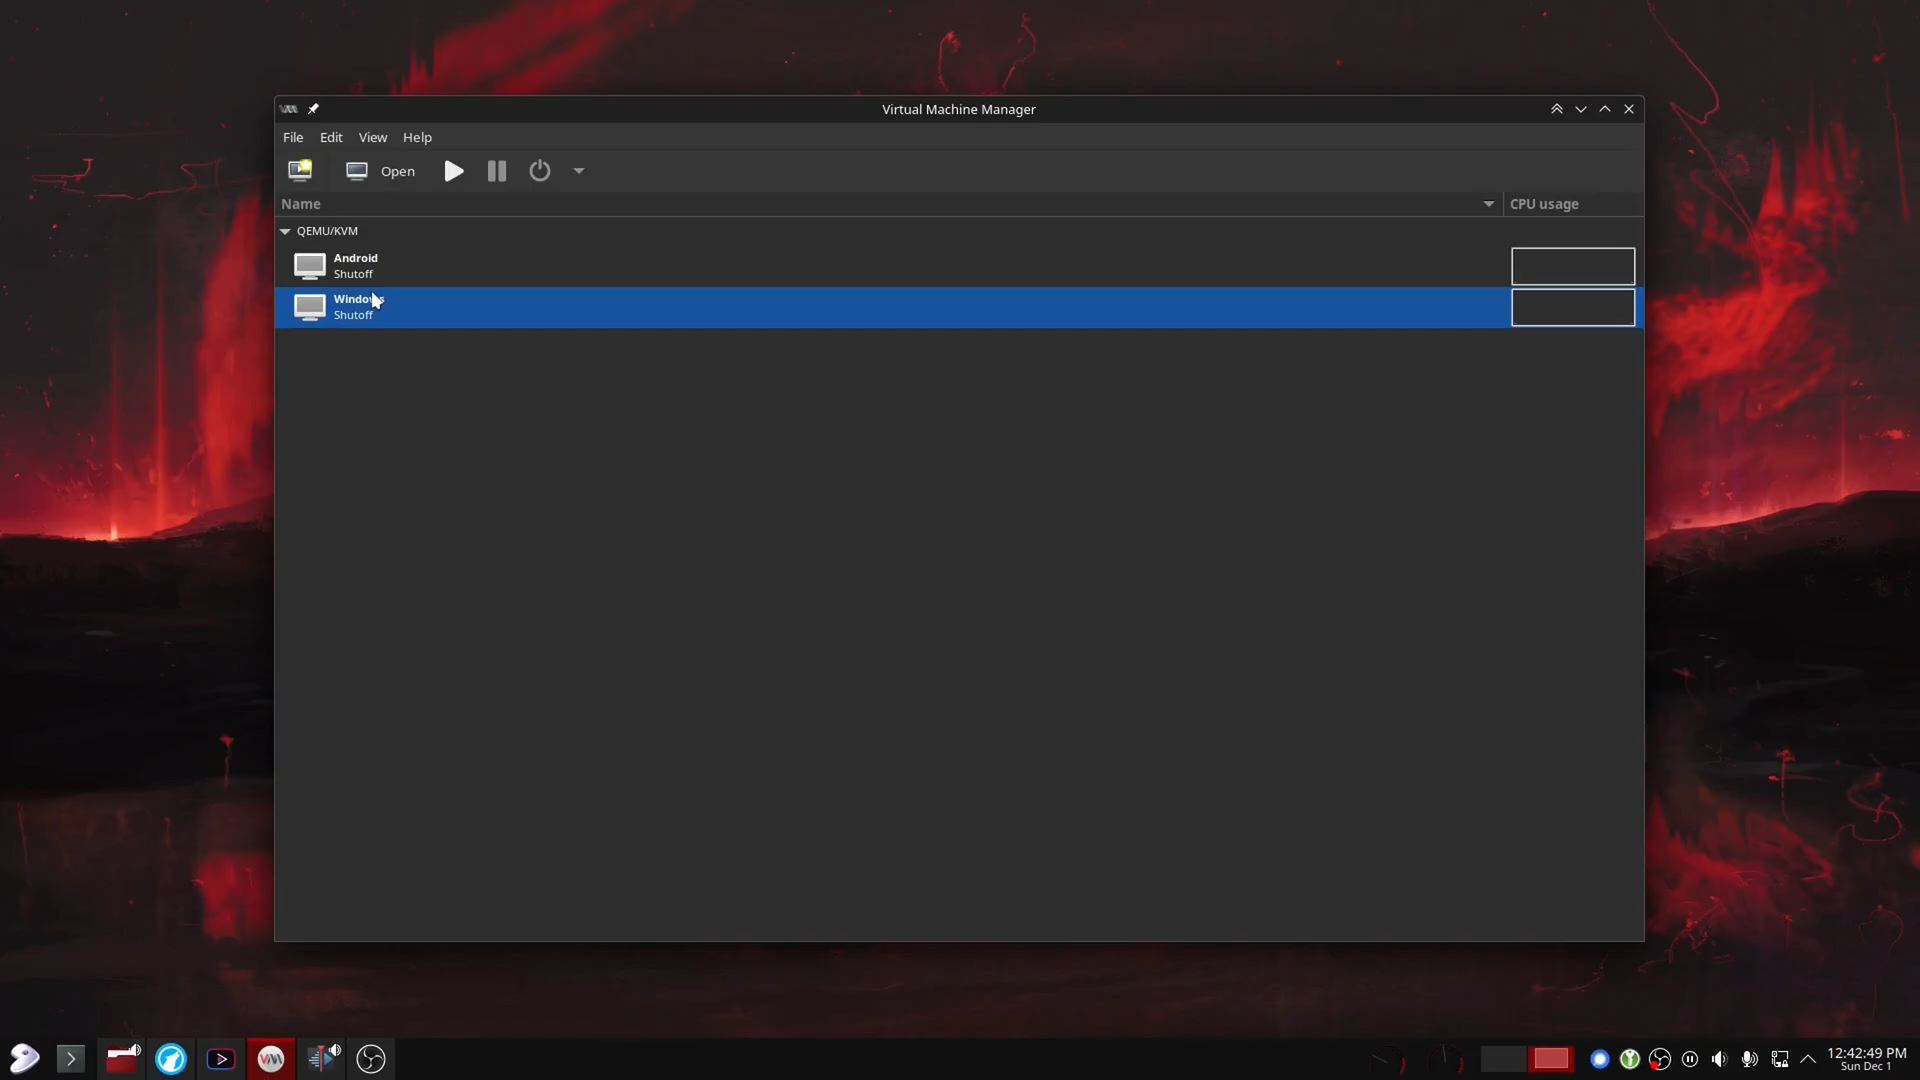 Virtual Machine Manager
File Edit View Help
Open
Name CPU usage
QEMU/KVM
Android
Shutoff
Windows
Shutoff
12:42:49 PM
Sun Dec 1